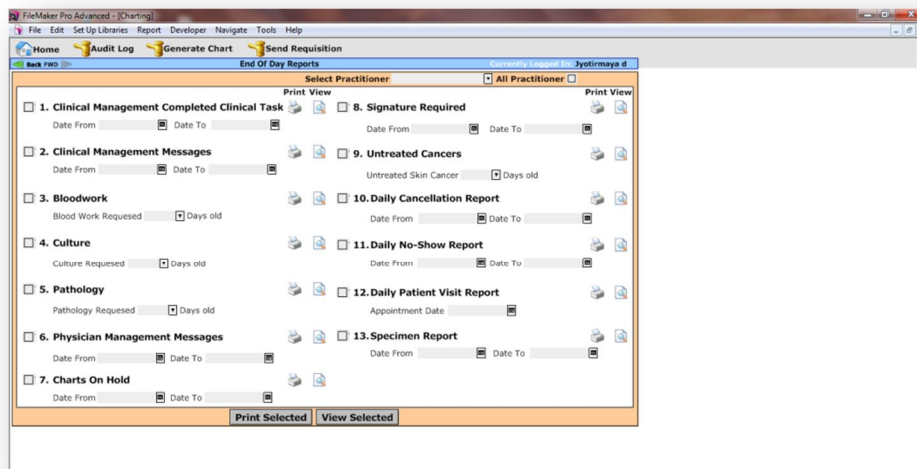 FileMaker Pro Advanced - [Charting]
File Edit Set Up Libraries Report Developer Navigate Tools Help
Home Audit Log Generate Chart Send Requisition
Back FWD End Of Day Reports Currently Logged In: Jyotirmaya d
Select Practitioner All Practitioner
Print View Print View
1. Clinical Management Completed Clinical Task
Date From Date To
2. Clinical Management Messages
Date From Date To
3. Bloodwork
Blood Work Requesed Days old
4. Culture
Culture Requesed Days old
5. Pathology
Pathology Requesed Days old
6. Physician Management Messages
Date From Date To
7. Charts On Hold
Date From Date To
8. Signature Required
Date From Date To
9. Untreated Cancers
Untreated Skin Cancer Days old
10. Daily Cancellation Report
Date From Date To
11. Daily No-Show Report
Date From Date To
12. Daily Patient Visit Report
Appointment Date
13. Specimen Report
Date From Date To
Print Selected View Selected